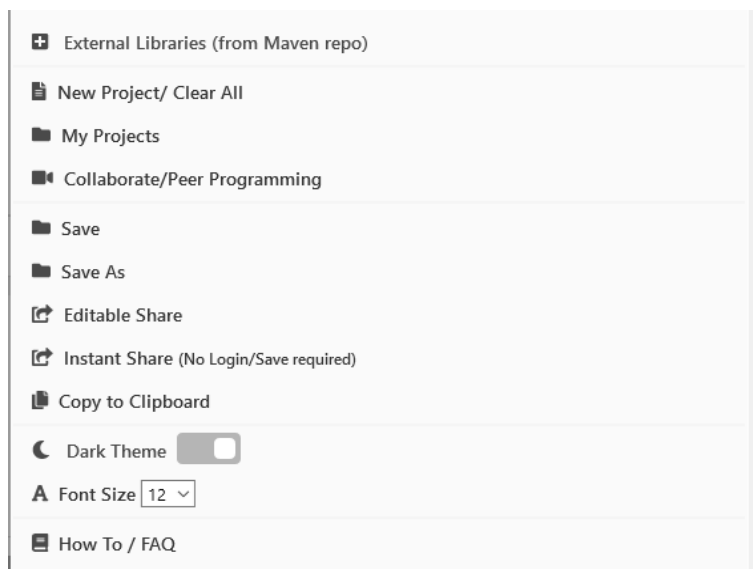 External Libraries (from Maven repo)
New Project/ Clear All
My Projects
Collaborate/Peer Programming
Save
Save As
Editable Share
Instant Share (No Login/Save required)
Copy to Clipboard
Dark Theme
A Font Size 12
How To / FAQ